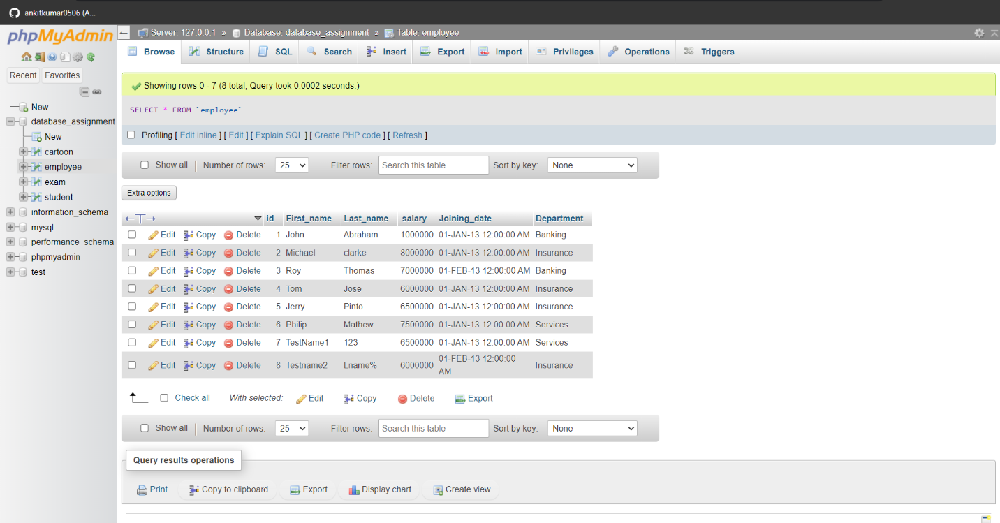 ankitkumar0506 (A...
phpMyAdmin
Recent Favorites
New
database_assignment
New
cartoon
employee
exam
student
information_schema
mysql
performance_schema
phpmyadmin
test
Server: 127.0.0.1 » Database: database_assignment » Table: employee
Browse Structure SQL Search Insert Export Import Privileges Operations Triggers
Showing rows 0 - 7 (8 total, Query took 0.0002 seconds.)
SELECT * FROM `employee`
Profiling [ Edit inline ] [ Edit ] [ Explain SQL ] [ Create PHP code ] [ Refresh ]
Show all Number of rows: 25 Filter rows: Search this table Sort by key: None
Extra options
←T→ id First_name Last_name salary Joining_date Department
Edit Copy Delete 1 John Abraham 1000000 01-JAN-13 12:00:00 AM Banking
Edit Copy Delete 2 Michael clarke 8000000 01-JAN-13 12:00:00 AM Insurance
Edit Copy Delete 3 Roy Thomas 7000000 01-FEB-13 12:00:00 AM Banking
Edit Copy Delete 4 Tom Jose 6000000 01-JAN-13 12:00:00 AM Insurance
Edit Copy Delete 5 Jerry Pinto 6500000 01-JAN-13 12:00:00 AM Insurance
Edit Copy Delete 6 Philip Mathew 7500000 01-JAN-13 12:00:00 AM Services
Edit Copy Delete 7 TestName1 123 6500000 01-JAN-13 12:00:00 AM Services
Edit Copy Delete 8 Testname2 Lname% 6000000 01-FEB-13 12:00:00 AM Insurance
Check all With selected: Edit Copy Delete Export
Show all Number of rows: 25 Filter rows: Search this table Sort by key: None
Query results operations
Print Copy to clipboard Export Display chart Create view